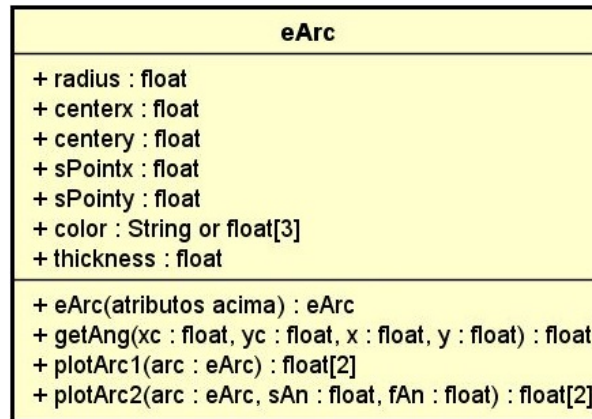 eArc
+ radius : float
+ centerx : float
+ centery : float
+ sPointx : float
+ sPointy : float
+ color : String or float[3]
+ thickness : float
+ eArc(atributos acima) : eArc
+ getAng(xc : float, yc : float, x : float, y : float) : float
+ plotArc1(arc : eArc) : float[2]
+ plotArc2(arc : eArc, sAn : float, fAn : float) : float[2]